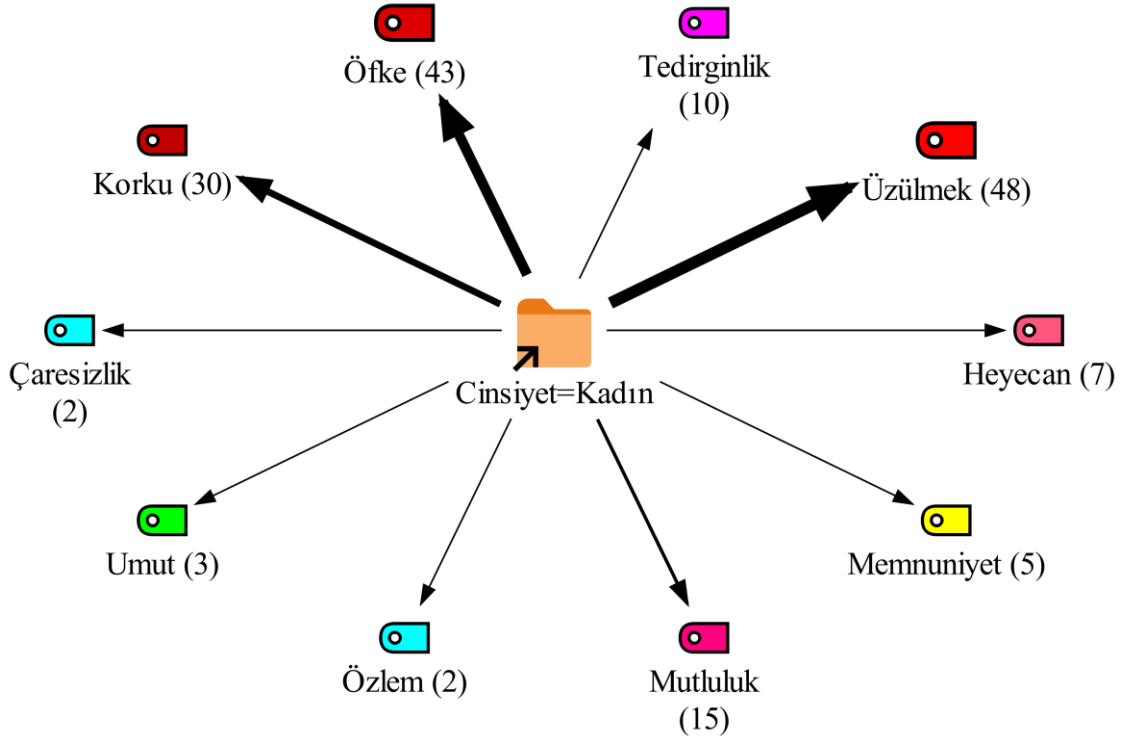 Öfke (43)
Tedirginlik
(10)
Korku (30)
Üzülmek (48)
Çaresizlik
(2)
Heyecan (7)
Cinsiyet=Kadın
Umut (3)
Memnuniyet (5)
Özlem (2)
Mutluluk
(15)